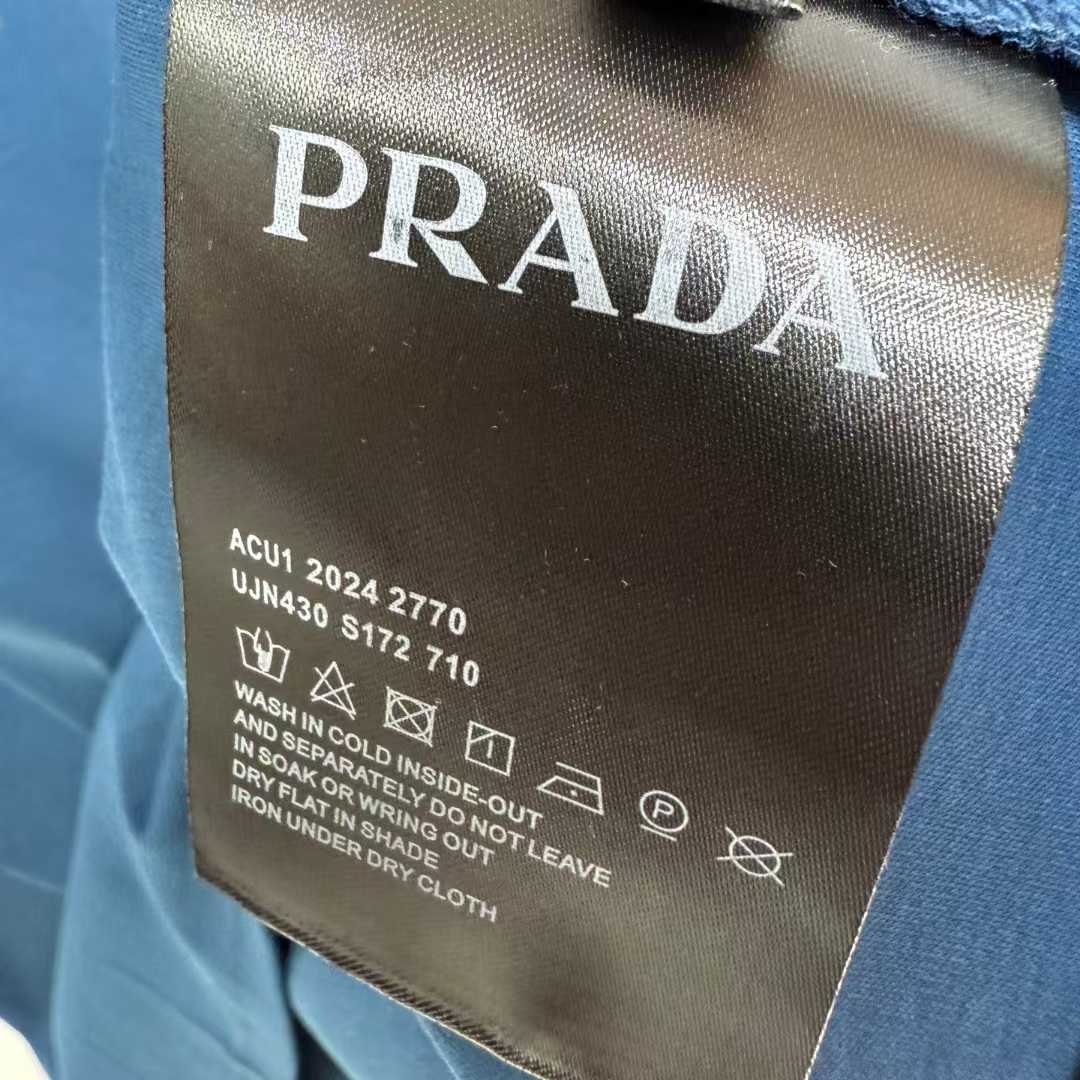 PRADA
ACU1 2024 2770
UJN430 S172 710
1
P
WASH IN COLD INSIDE-OUT
AND SEPARATELY DO NOT LEAVE
IN SOAK OR WRING OUT
DRY FLAT IN SHADE
IRON UNDER DRY CLOTH